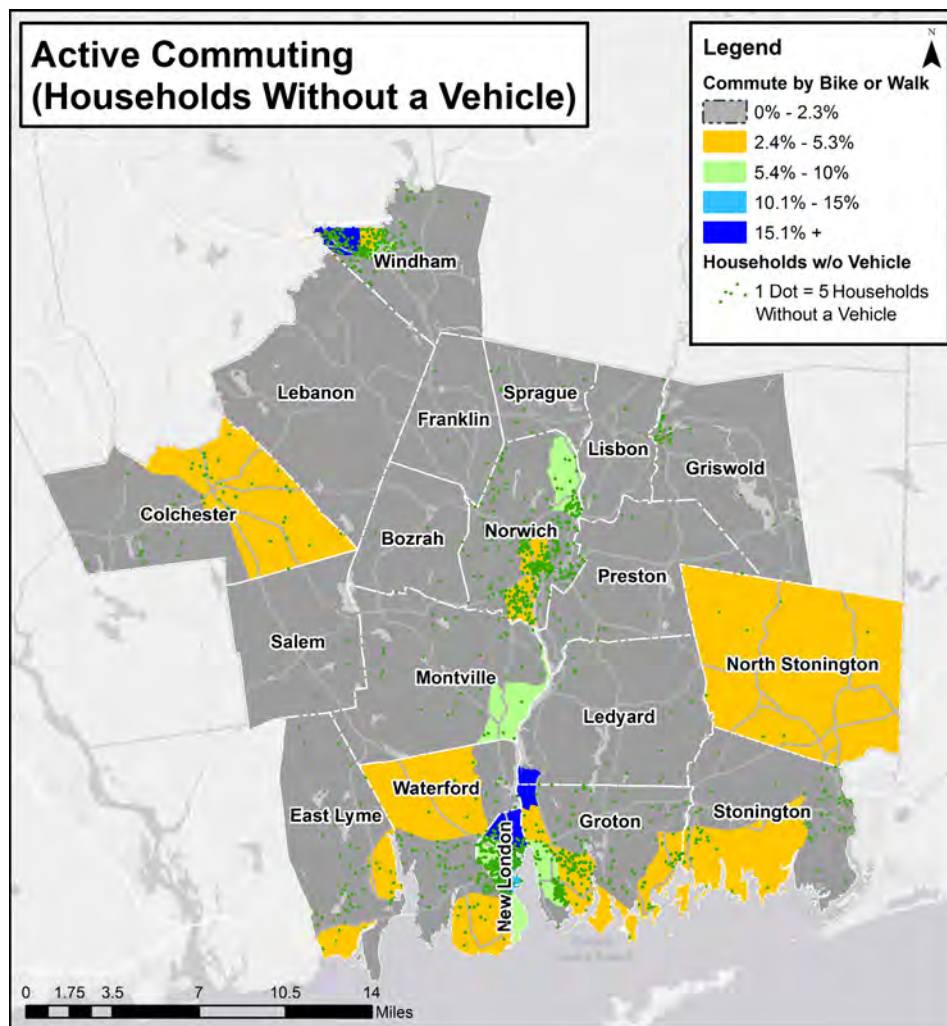 Active Commuting
(Households Without a Vehicle)
Legend
N
Commute by Bike or Walk
0% - 2.3%
2.4% - 5.3%
5.4% - 10%
10.1% - 15%
15.1% +
Households w/o Vehicle
1 Dot = 5 Households
Without a Vehicle
Windham
Lebanon
Sprague
Franklin
Lisbon
Griswold
Colchester
Bozrah
Norwich
Preston
Salem
Montville
North Stonington
Ledyard
Waterford
East Lyme
New London
Groton
Stonington
0 1.75 3.5 7 10.5 14
Miles